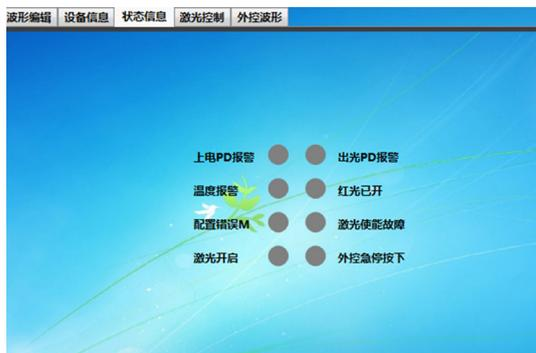 波形编辑 设备信息 状态信息 激光控制 外控波形
上电PD报警 出光PD报警
温度报警 红光已开
配置错误M 激光使能故障
激光开启 外控急停按下